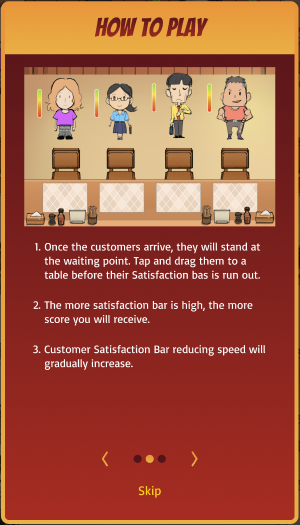 HOW TO PLAY
1. Once the customers arrive, they will stand at
the waiting point. Tap and drag them to a
table before their Satisfaction bas is run out.
2. The more satisfaction bar is high, the more
score you will receive.
3. Customer Satisfaction Bar reducing speed will
gradually increase.
Skip